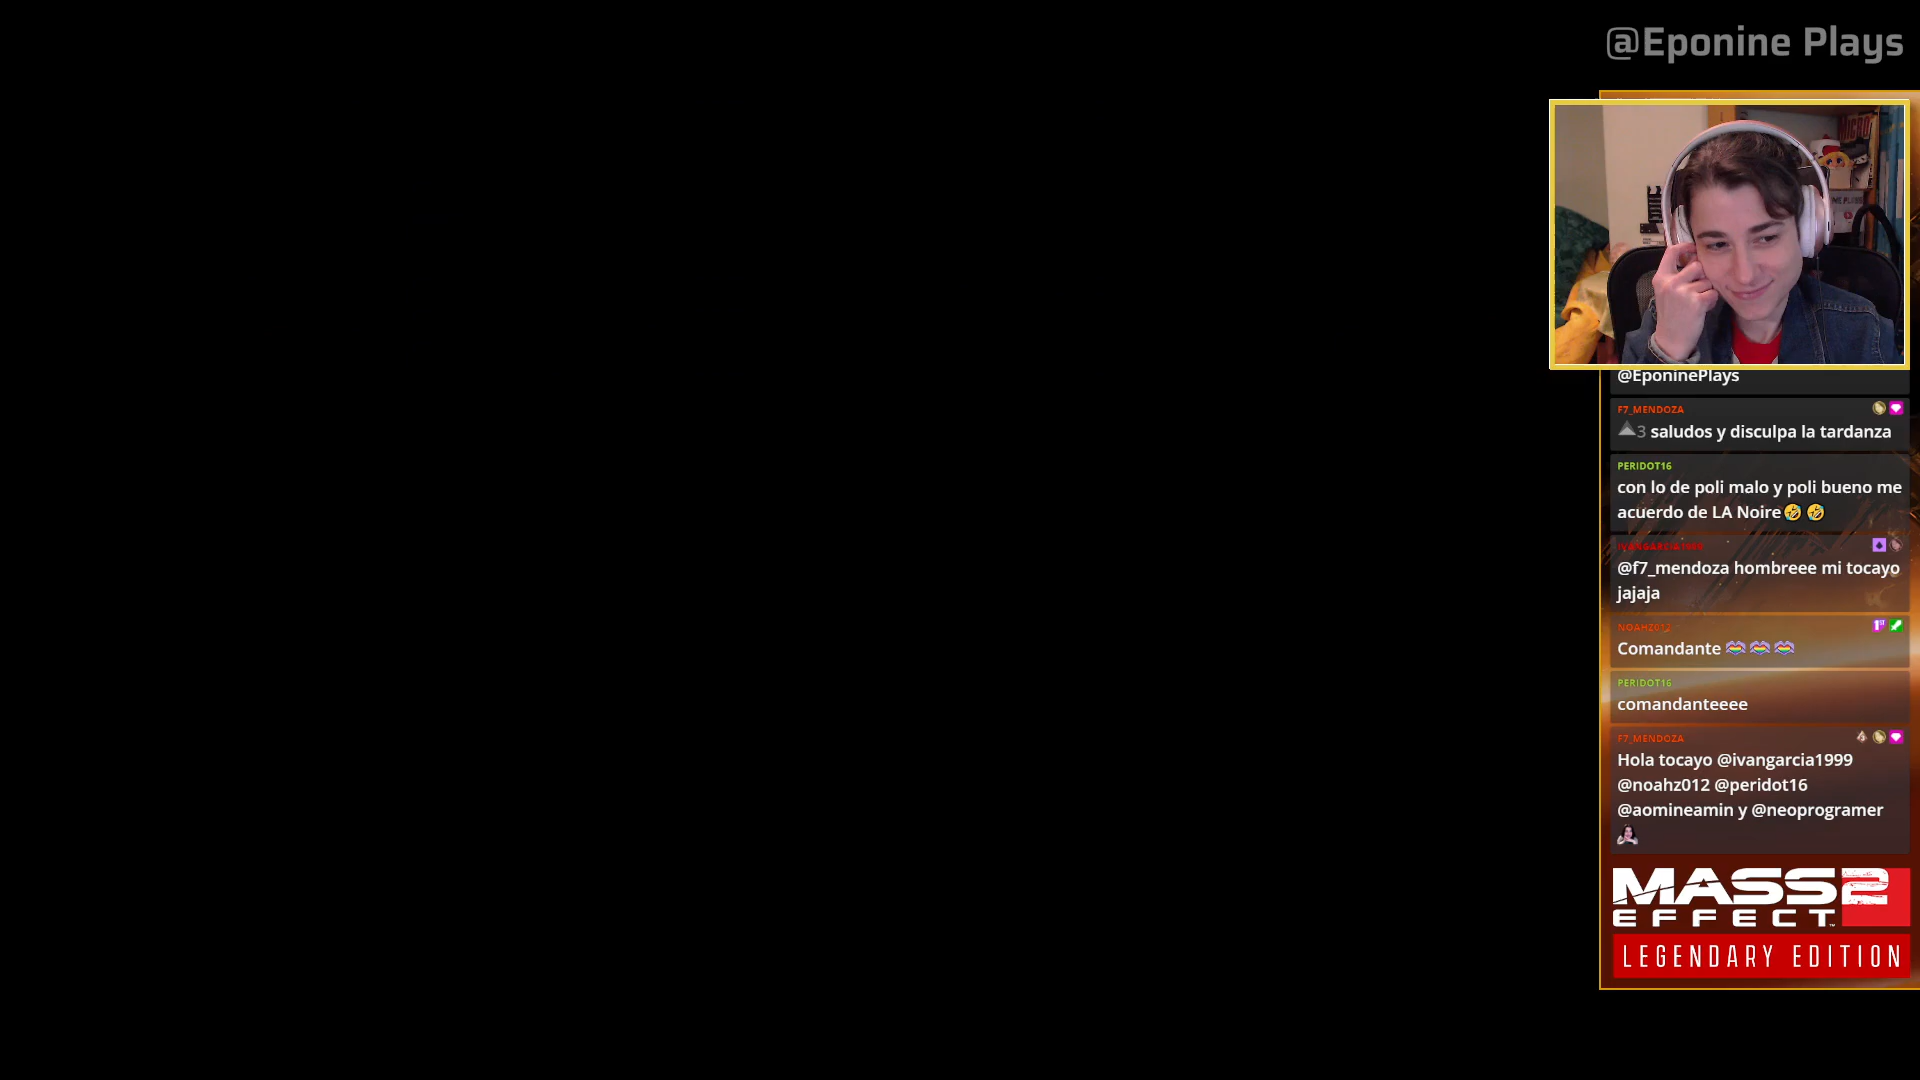 @Eponine Plays
@EponinePlays
F7_MENDOZA
3 saludos y disculpa la tardanza
PERIDOT16
con lo de poli malo y poli bueno me
acuerdo de LA Noire🤣 🤣
IVANGARCIA1999
@f7_mendoza hombreee mi tocayo
jajaja
NOAHZ012
Comandante
PERIDOT16
comandanteeee
F7_MENDOZA
Hola tocayo @ivangarcia1999
@noahz012 @peridot16
@aomineamin y @neoprogramer
MASS 2
EFFECT™
LEGENDARY EDITION